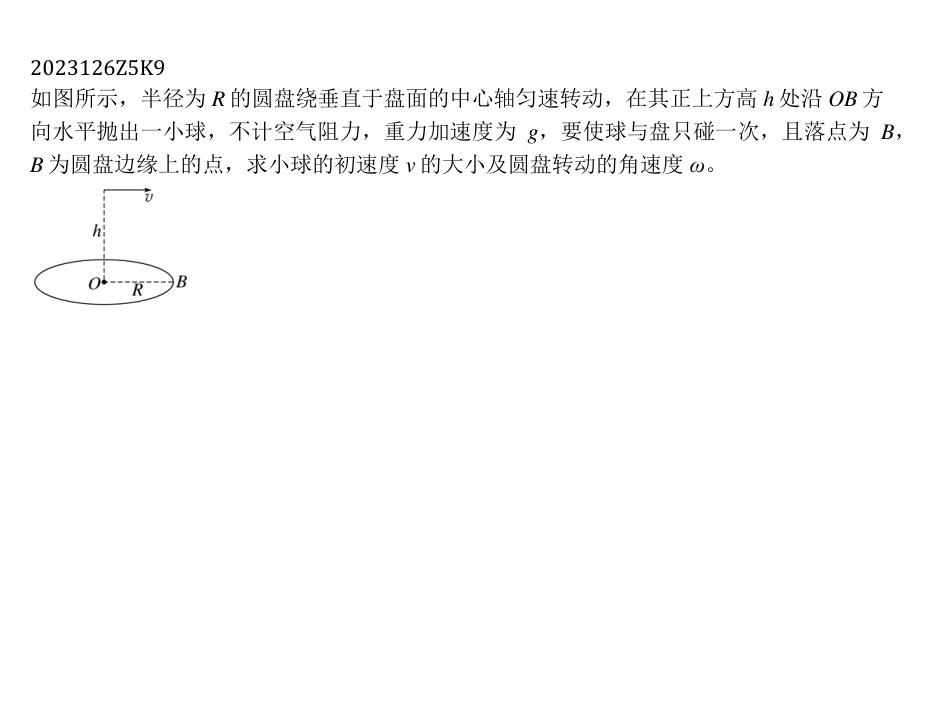 2023126Z5K9
如图所示，半径为 R 的圆盘绕垂直于盘面的中心轴匀速转动，在其正上方高 h 处沿 OB 方
向水平抛出一小球，不计空气阻力，重力加速度为 g，要使球与盘只碰一次，且落点为 B，
B 为圆盘边缘上的点，求小球的初速度 v 的大小及圆盘转动的角速度 ω。
v
h
O
R
B